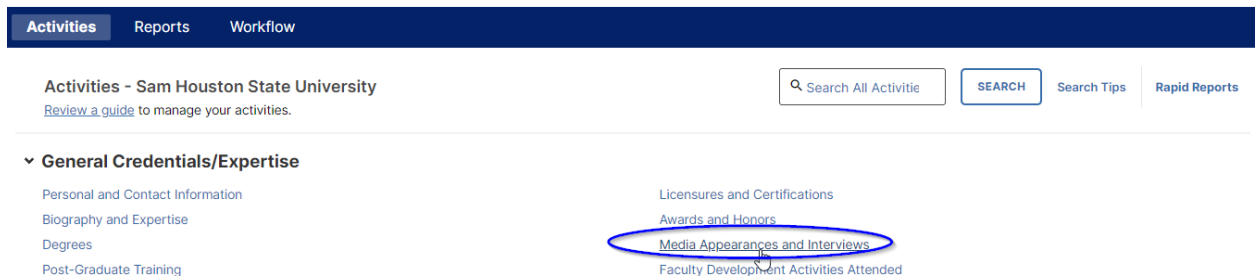 Activities Reports Workflow
Activities - Sam Houston State University
Review a guide to manage your activities.
Search All Activitie
SEARCH
Search Tips
Rapid Reports
General Credentials/Expertise
Personal and Contact Information
Biography and Expertise
Degrees
Post-Graduate Training
Licensures and Certifications
Awards and Honors
Media Appearances and Interviews
Faculty Development Activities Attended